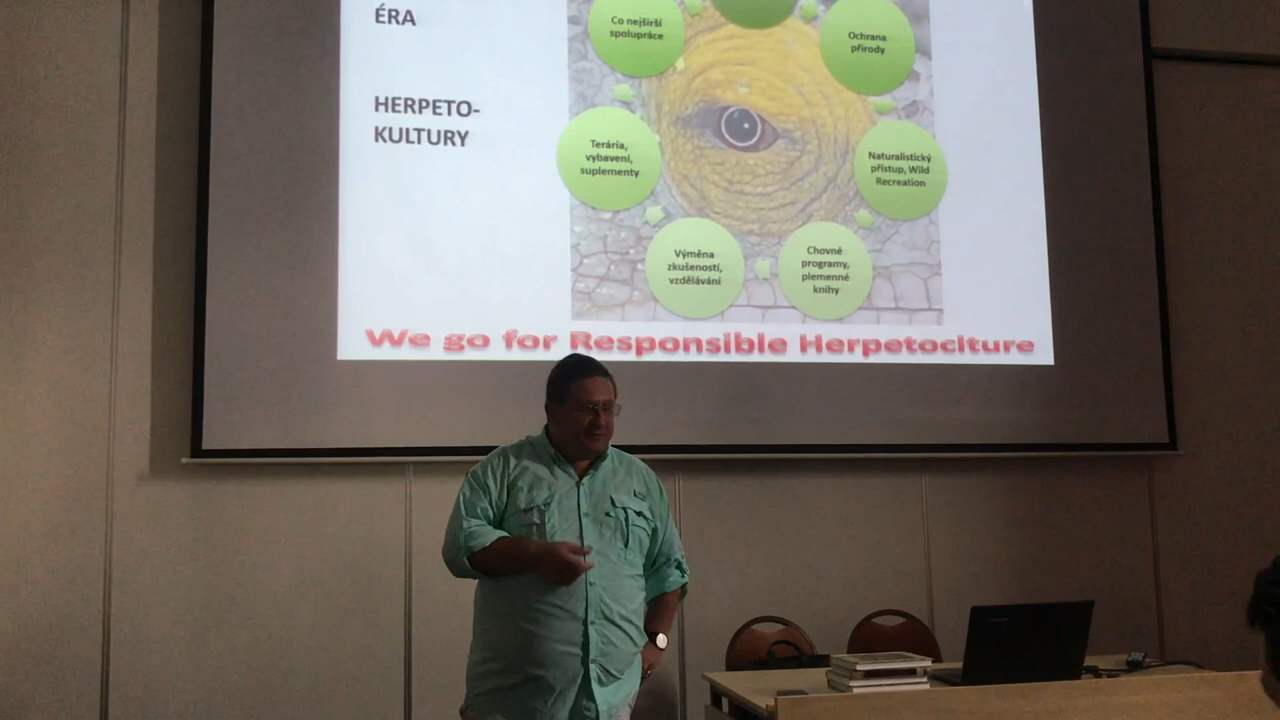 ÉRA
HERPETO-
KULTURY
Co nejširší
spolupráce
Ochrana
přírody
Terária,
vybavení,
suplementy
Naturalistický
přístup, Wild
Recreation
Výměna
zkušeností,
vzdělávání
Chovné
programy,
plemenné
knihy
We go for Responsible Herpetoclture